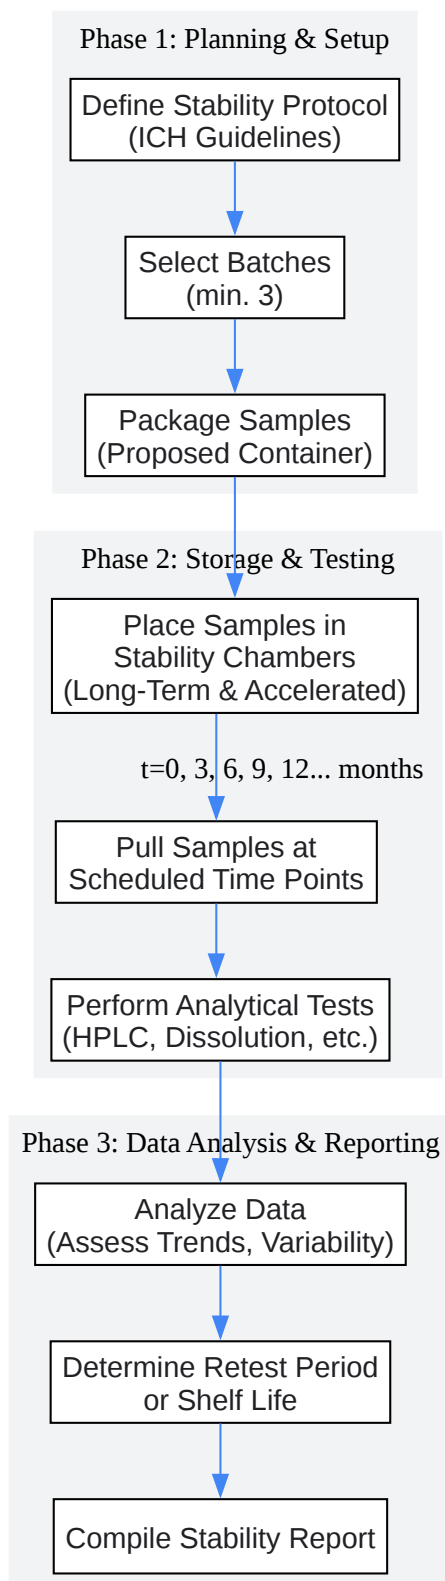 Phase 1: Planning & Setup
Define Stability Protocol
(ICH Guidelines)
Select Batches
(min. 3)
Package Samples
(Proposed Container)
Phase 2: Storage & Testing
Place Samples in
Stability Chambers
(Long-Term & Accelerated)
t=0, 3, 6, 9, 12... months
Pull Samples at
Scheduled Time Points
Perform Analytical Tests
(HPLC, Dissolution, etc.)
Phase 3: Data Analysis & Reporting
Analyze Data
(Assess Trends, Variability)
Determine Retest Period
or Shelf Life
Compile Stability Report